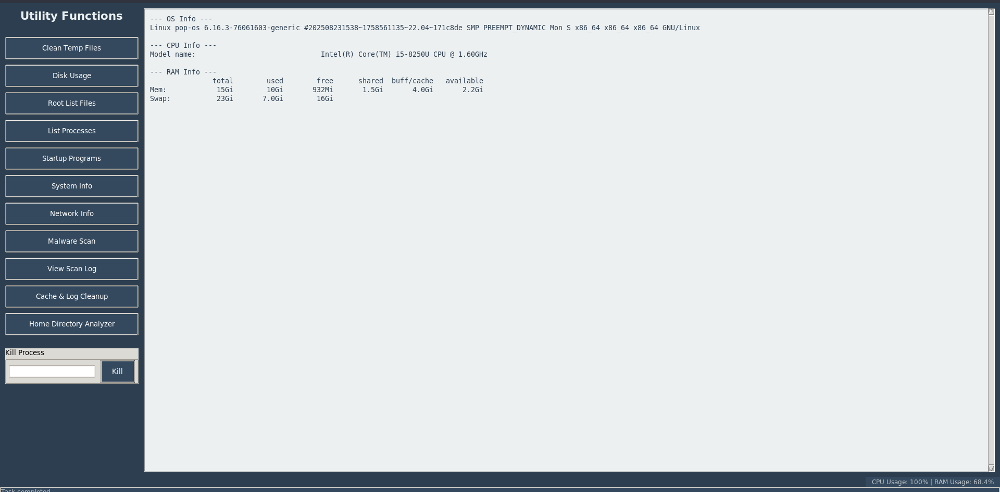 Utility Functions
Clean Temp Files
Disk Usage
Root List Files
List Processes
Startup Programs
System Info
Network Info
Malware Scan
View Scan Log
Cache & Log Cleanup
Home Directory Analyzer
Kill Process
Kill
--- OS Info ---
Linux pop-os 6.16.3-76061603-generic #202508231538~1758561135~22.04~171c8de SMP PREEMPT_DYNAMIC Mon S x86_64 x86_64 x86_64 GNU/Linux
--- CPU Info ---
Model name:                              Intel(R) Core(TM) i5-8250U CPU @ 1.60GHz
--- RAM Info ---
               total        used        free      shared  buff/cache   available
Mem:            15Gi        10Gi       932Mi       1.5Gi       4.0Gi       2.2Gi
Swap:           23Gi       7.0Gi        16Gi
CPU Usage: 100% | RAM Usage: 68.4%
Task completed